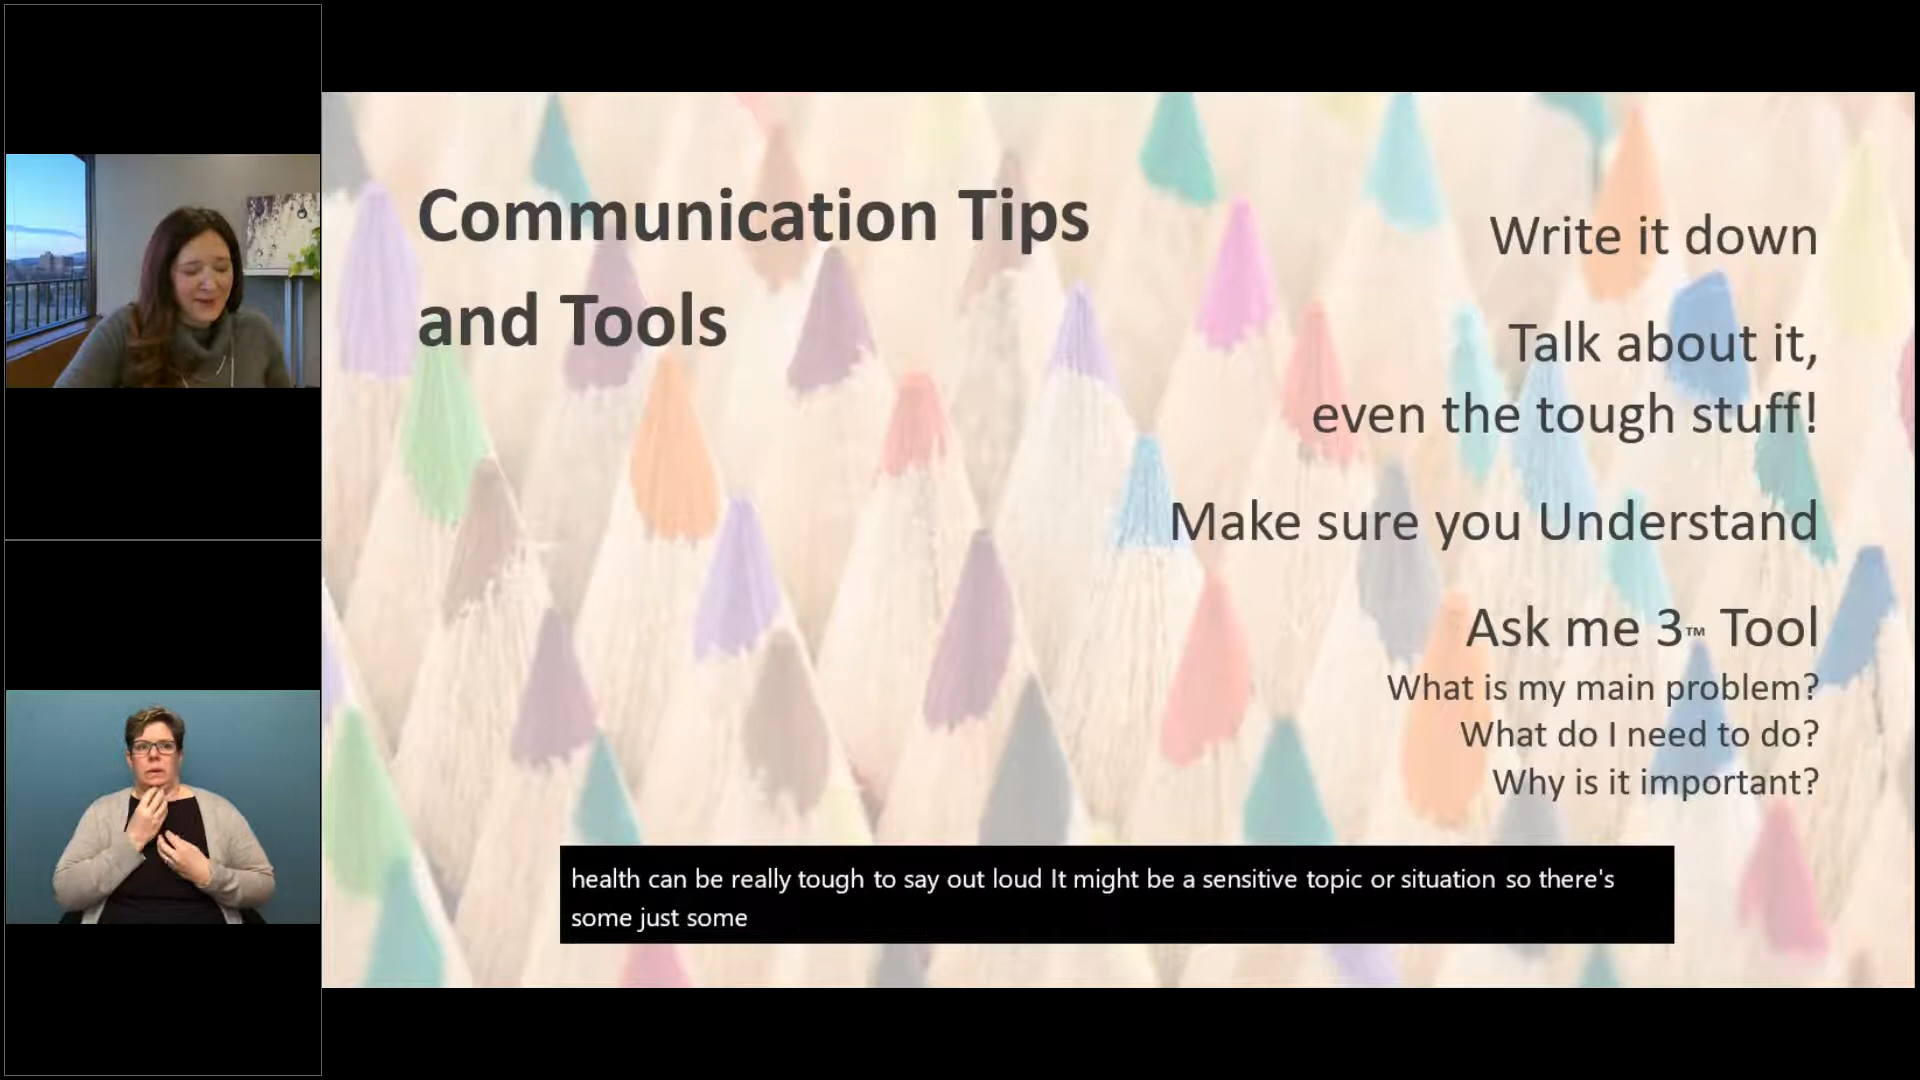 Communication Tips
and Tools
Write it down
Talk about it,
even the tough stuff!
Make sure you Understand
Ask me 3™ Tool
What is my main problem?
What do I need to do?
Why is it important?
health can be really tough to say out loud It might be a sensitive topic or situation so there's
some just some